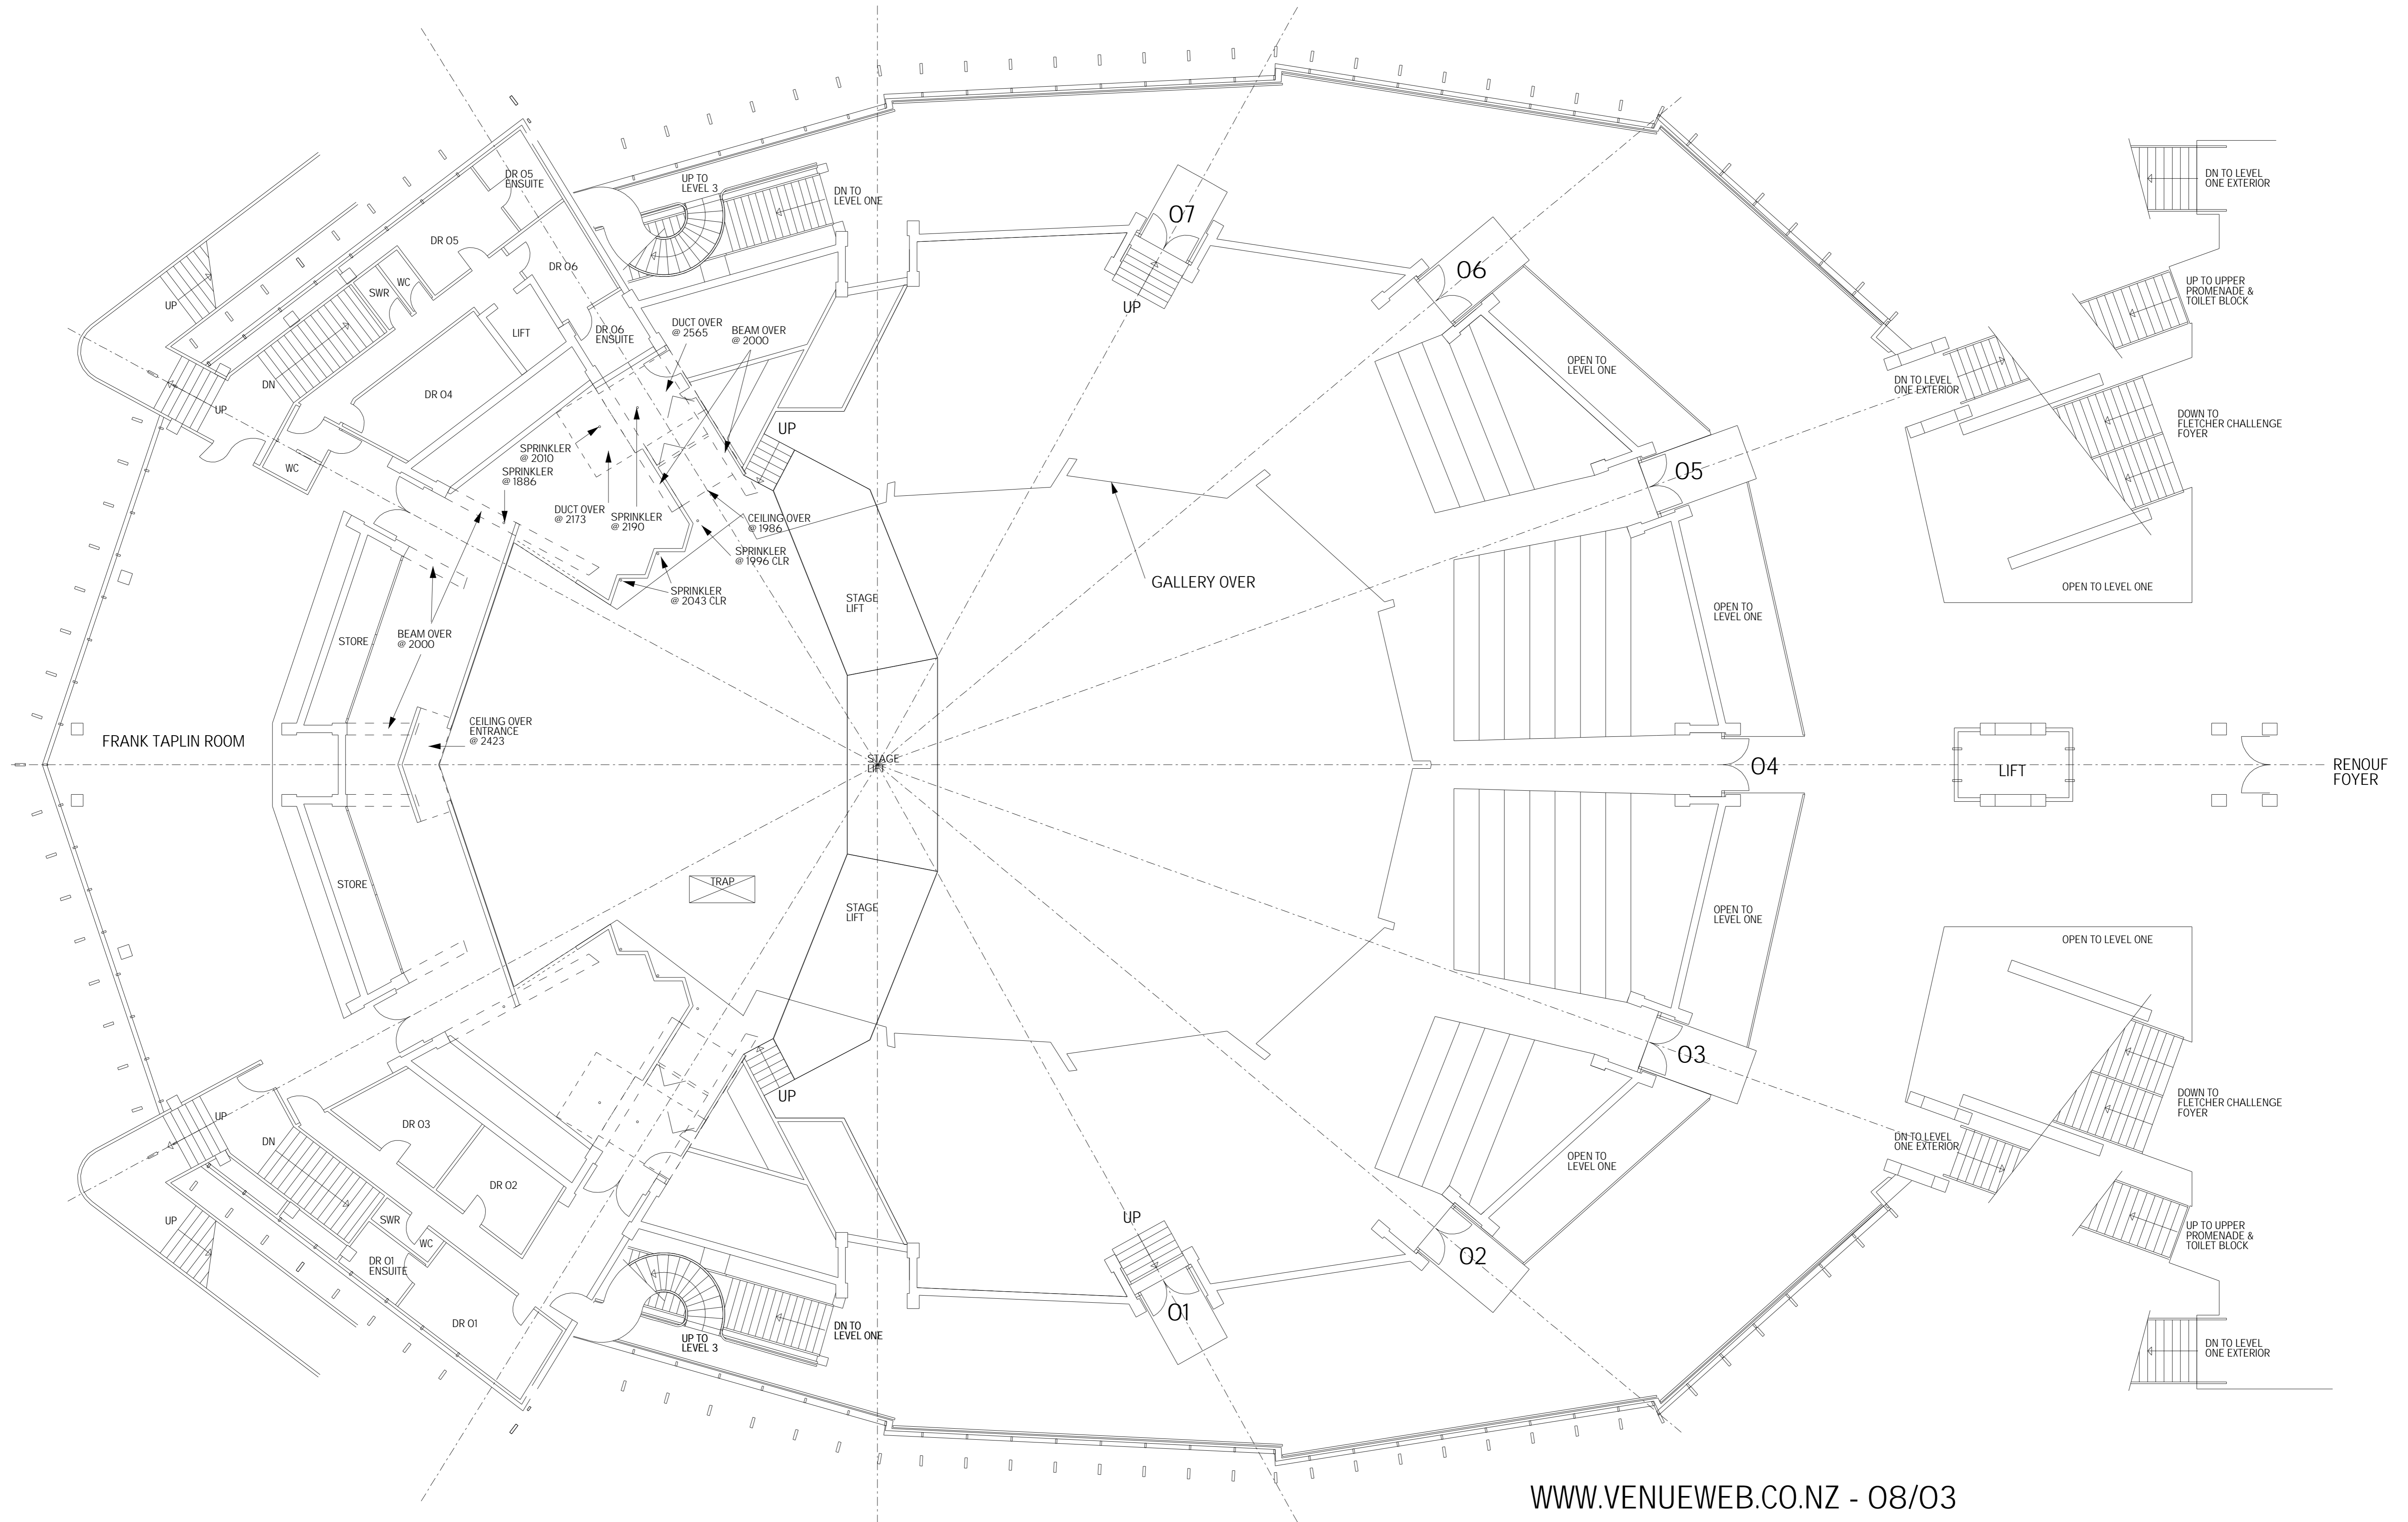 DR 05
ENSUITE
UP TO
LEVEL 3
DN TO
LEVEL ONE
DN TO LEVEL
ONE EXTERIOR
07
DR 05
DR 06
06
WC
SWR
UP
UP
UP TO UPPER
PROMENADE &
TOILET BLOCK
LIFT
DR 06
ENSUITE
DUCT OVER
@ 2565
BEAM OVER
@ 2000
OPEN TO
LEVEL ONE
DN
DR 04
UP
DN TO LEVEL
ONE EXTERIOR
DOWN TO
FLETCHER CHALLENGE
FOYER
UP
SPRINKLER
@ 2010
SPRINKLER
@ 1886
WC
05
DUCT OVER
@ 2173
SPRINKLER
@ 2190
CEILING OVER
@ 1986
SPRINKLER
@ 1996 CLR
SPRINKLER
@ 2043 CLR
GALLERY OVER
OPEN TO LEVEL ONE
STAGE
LIFT
OPEN TO
LEVEL ONE
STORE
BEAM OVER
@ 2000
CEILING OVER
ENTRANCE
@ 2423
FRANK TAPLIN ROOM
STAGE
LIFT
04
LIFT
RENOUF
FOYER
STORE
TRAP
STAGE
LIFT
OPEN TO
LEVEL ONE
OPEN TO LEVEL ONE
03
UP
UP
DR 03
DN
DOWN TO
FLETCHER CHALLENGE
FOYER
DN TO LEVEL
ONE EXTERIOR
OPEN TO
LEVEL ONE
DR 02
UP
SWR
UP
WC
UP TO UPPER
PROMENADE &
TOILET BLOCK
02
DR 01
ENSUITE
01
DR 01
UP TO
LEVEL 3
DN TO
LEVEL ONE
DN TO LEVEL
ONE EXTERIOR
WWW.VENUEWEB.CO.NZ - 08/03